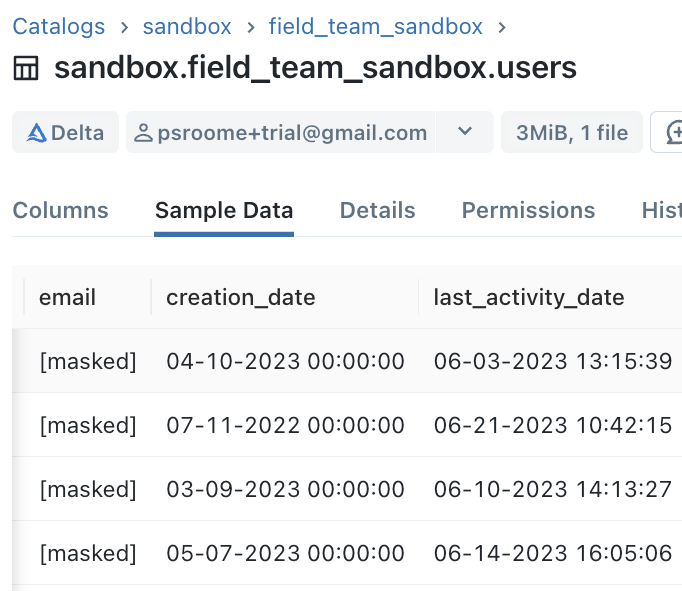 Catalogs > sandbox > field_team_sandbox >
sandbox.field_team_sandbox.users
Delta psroome+trial@gmail.com 3MiB, 1 file
Columns Sample Data Details Permissions Hist
email creation_date last_activity_date
[masked] 04-10-2023 00:00:00 06-03-2023 13:15:39
[masked] 07-11-2022 00:00:00 06-21-2023 10:42:15
[masked] 03-09-2023 00:00:00 06-10-2023 14:13:27
[masked] 05-07-2023 00:00:00 06-14-2023 16:05:06